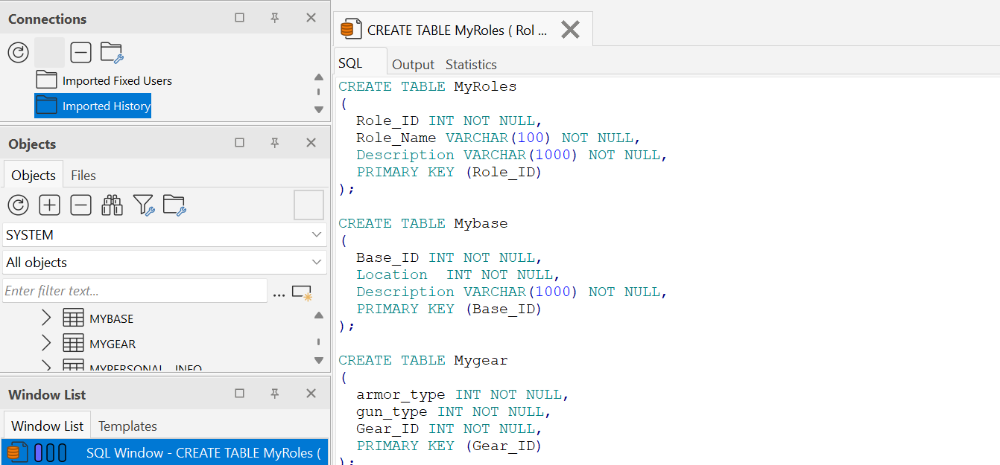 Connections
Imported Fixed Users
Imported History
Objects
Objects Files
SYSTEM
All objects
Enter filter text...
...
MYBASE
MYGEAR
MYPERSONAL_INFO
Window List
Window List Templates
SQL Window - CREATE TABLE MyRoles (
CREATE TABLE MyRoles ( Rol ...
SQL Output Statistics
CREATE TABLE MyRoles
(
  Role_ID INT NOT NULL,
  Role_Name VARCHAR(100) NOT NULL,
  Description VARCHAR(1000) NOT NULL,
  PRIMARY KEY (Role_ID)
);
CREATE TABLE Mybase
(
  Base_ID INT NOT NULL,
  Location  INT NOT NULL,
  Description VARCHAR(1000) NOT NULL,
  PRIMARY KEY (Base_ID)
);
CREATE TABLE Mygear
(
  armor_type INT NOT NULL,
  gun_type INT NOT NULL,
  Gear_ID INT NOT NULL,
  PRIMARY KEY (Gear_ID)
);